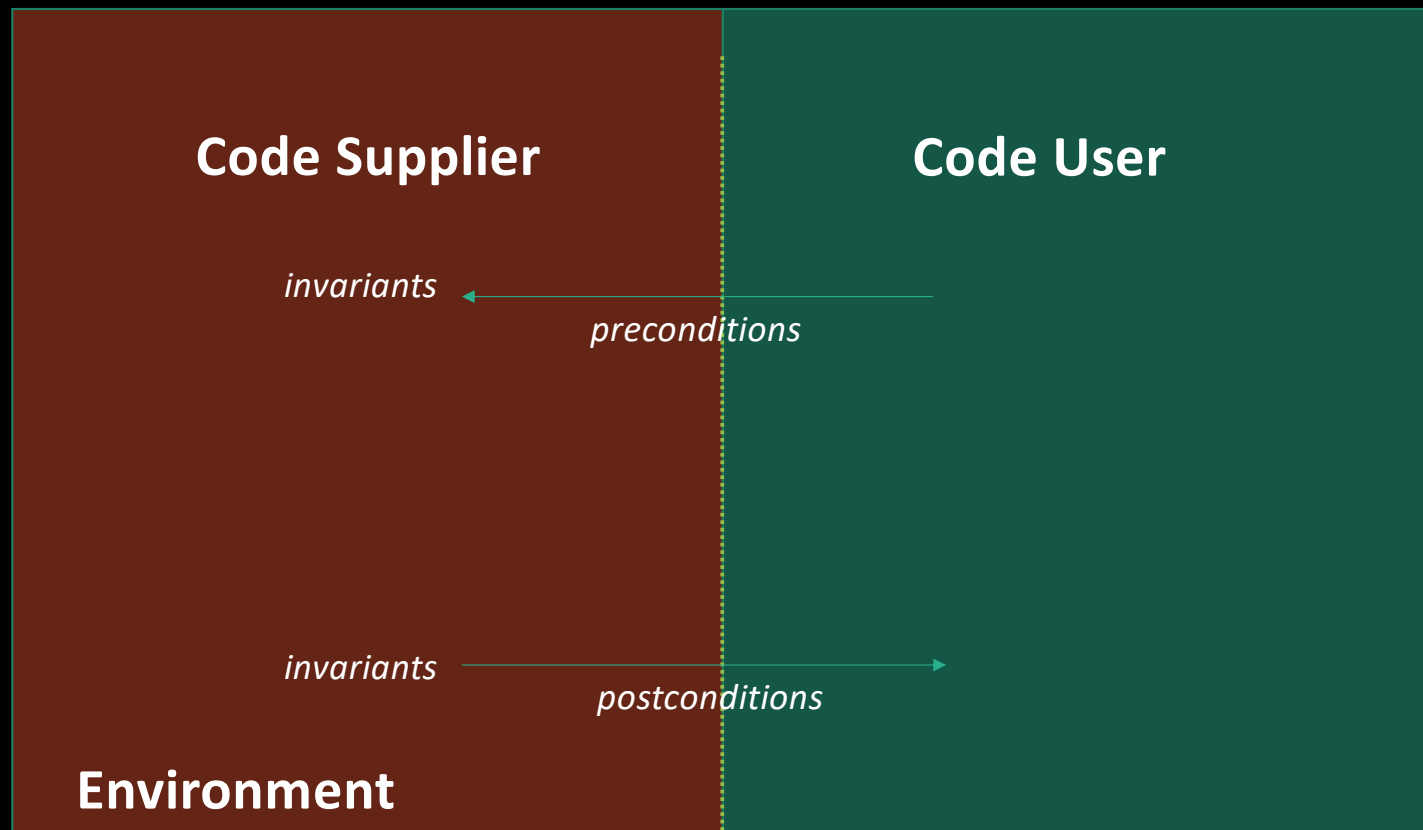 Code Supplier
Code User
invariants
preconditions
invariants
postconditions
Environment